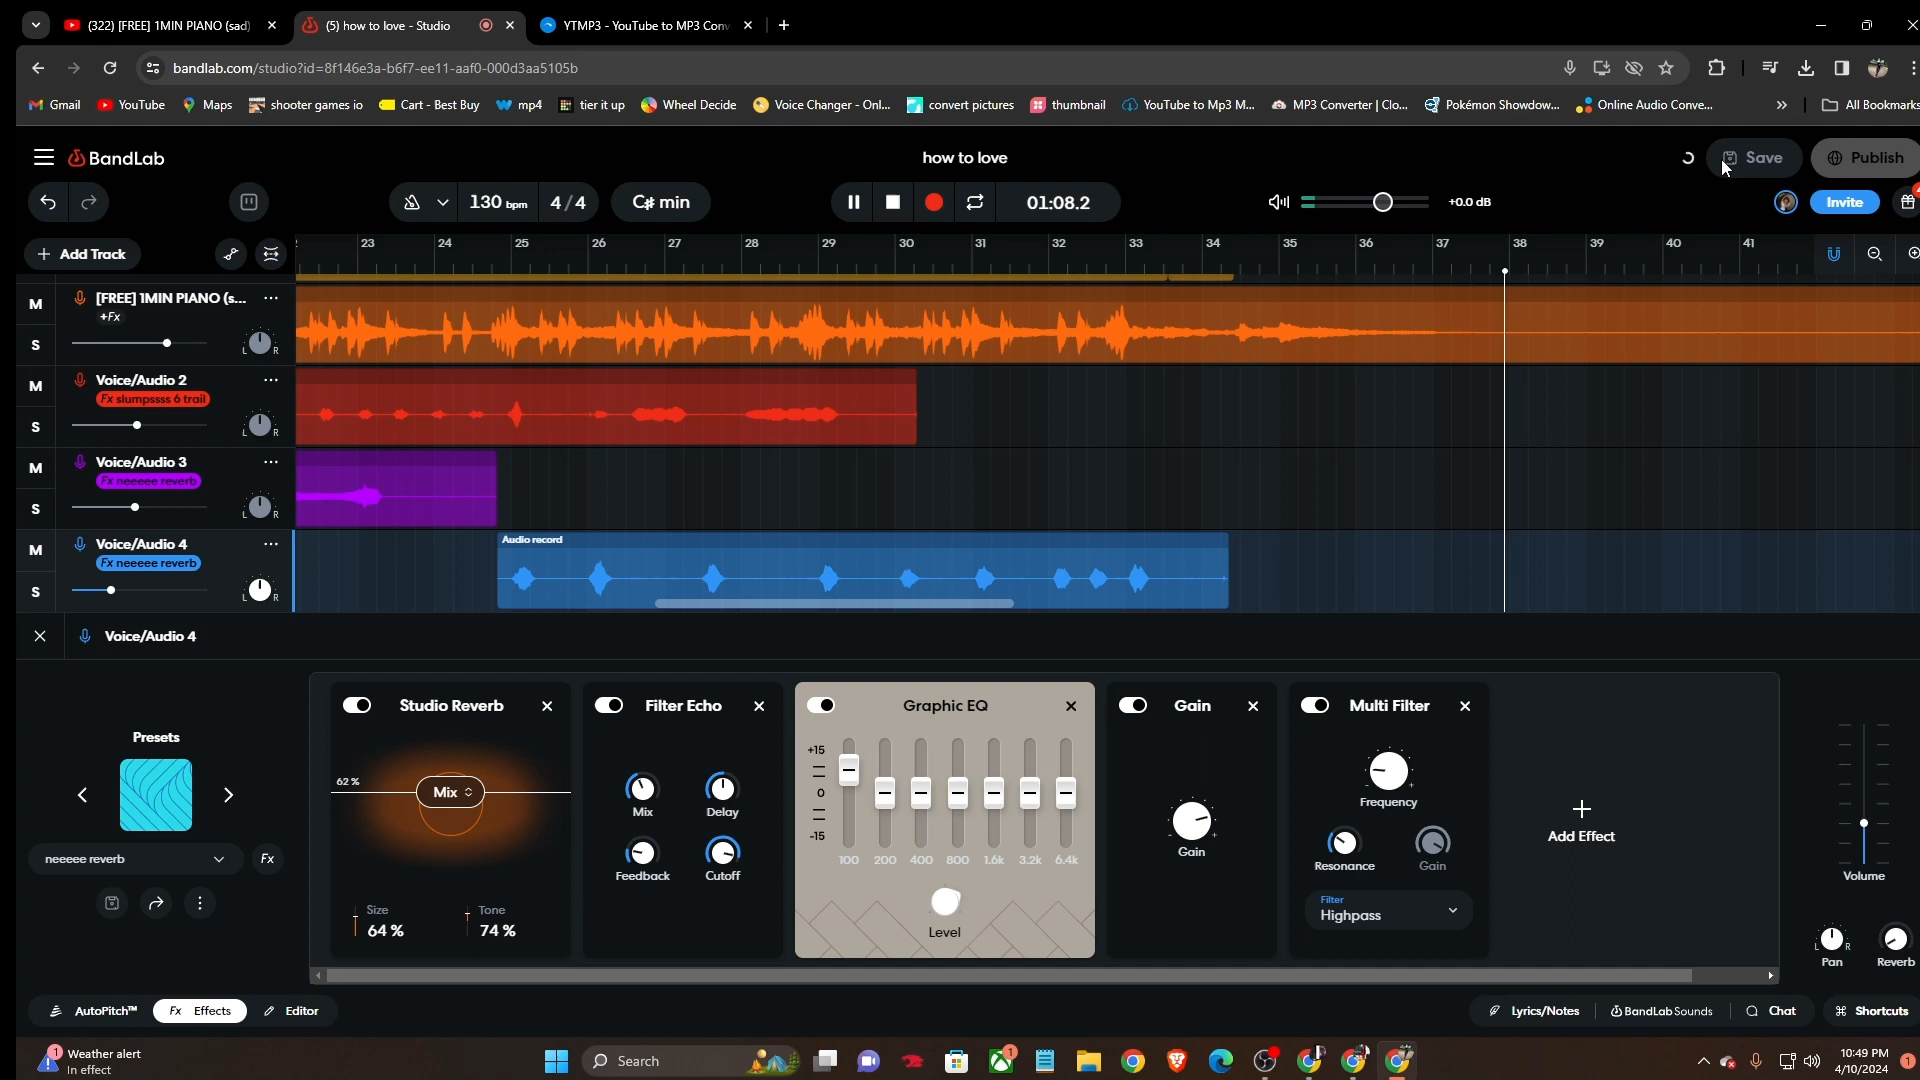 (322) [FREE] 1MIN PIANO (sad)
(5) how to love - Studio
YTMP3 - YouTube to MP3 Conv
bandlab.com/studio?id=8f146e3a-b6f7-ee11-aaf0-000d3aa5105b
Gmail
YouTube
Maps
shooter games io
Cart - Best Buy
mp4
tier it up
Wheel Decide
Voice Changer - Onl...
convert pictures
thumbnail
YouTube to Mp3 M...
MP3 Converter | Clo...
Pokémon Showdow...
Online Audio Conve...
»
All Bookmarks
BandLab
how to love
Save
Publish
130 bpm
4/4
C# min
01:08.2
+0.0 dB
Invite
+ Add Track
23 24 25 26 27 28 29 30 31 32 33 34 35 36 37 38 39 40 41
M
[FREE] 1MIN PIANO (s... ...
+Fx
S
L R
M
Voice/Audio 2 ...
Fx slumpssss 6 trail
S
L R
M
Voice/Audio 3 ...
Fx neeeee reverb
S
L R
M
Voice/Audio 4 ...
Fx neeeee reverb
S
L R
Audio record
Voice/Audio 4
Presets
neeeee reverb
Fx
Studio Reverb
62 %
Mix
Size
64 %
Tone
74 %
Filter Echo
Mix
Delay
Feedback
Cutoff
Graphic EQ
+15
0
-15
100 200 400 800 1.6k 3.2k 6.4k
Level
Gain
- +
Gain
Multi Filter
- +
Frequency
Resonance
Gain
Filter
Highpass
+
Add Effect
Volume
L R
Pan
Reverb
AutoPitch™
Fx Effects
Editor
Lyrics/Notes
BandLab Sounds
Chat
Shortcuts
1
Weather alert
In effect
Search
1
10:49 PM
4/10/2024
1